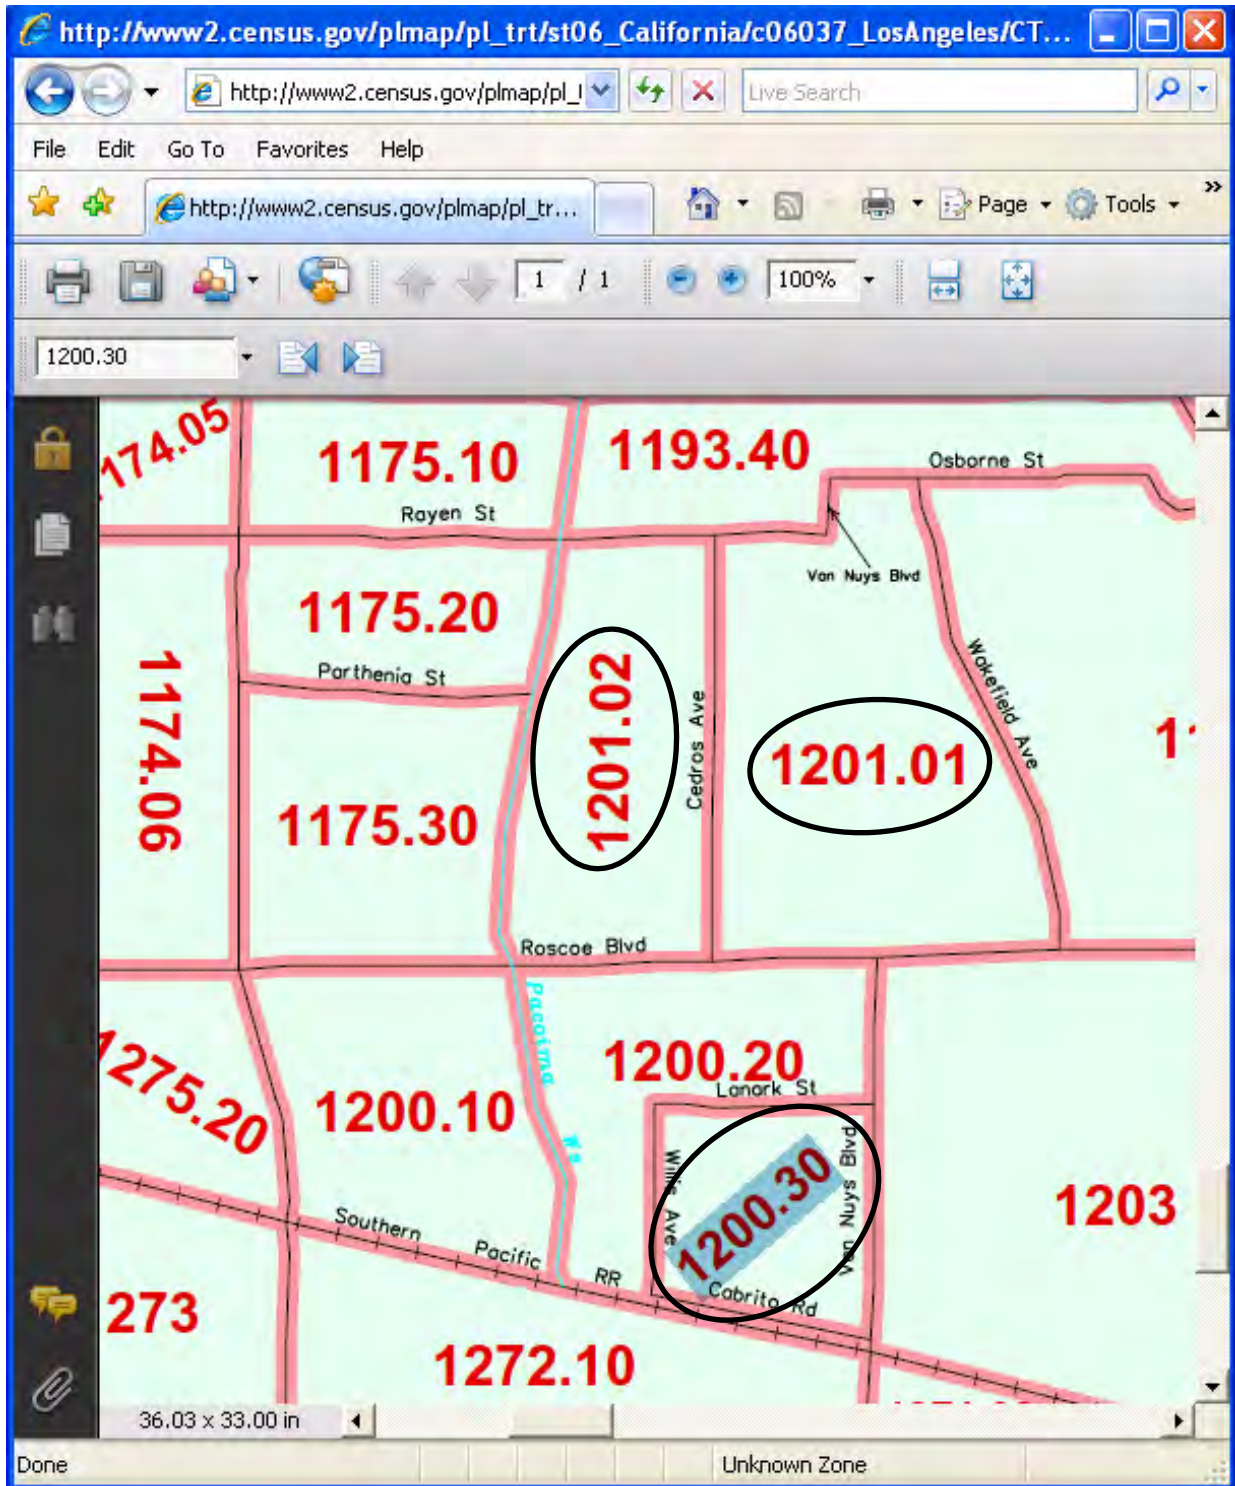 http://www2.census.gov/plmap/pl_trt/st06_California/c06037_LosAngeles/CT...
http://www2.census.gov/plmap/pl_
Live Search
File Edit Go To Favorites Help
http://www2.census.gov/plmap/pl_tr...
Page Tools
1 / 1 100%
1200.30
1174.05
1175.10
1193.40
Osborne St
Rayen St
Van Nuys Blvd
1175.20
Parthenia St
1174.06
1201.02
Cedros Ave
1201.01
Wakefield Ave
11
1175.30
Roscoe Blvd
Pacoima
1275.20
1200.10
1200.20
Lanark St
Willis Ave
1200.30
Van Nuys Blvd
1203
Southern Pacific RR
Cabrito Rd
273
1272.10
36.03 x 33.00 in
Done
Unknown Zone